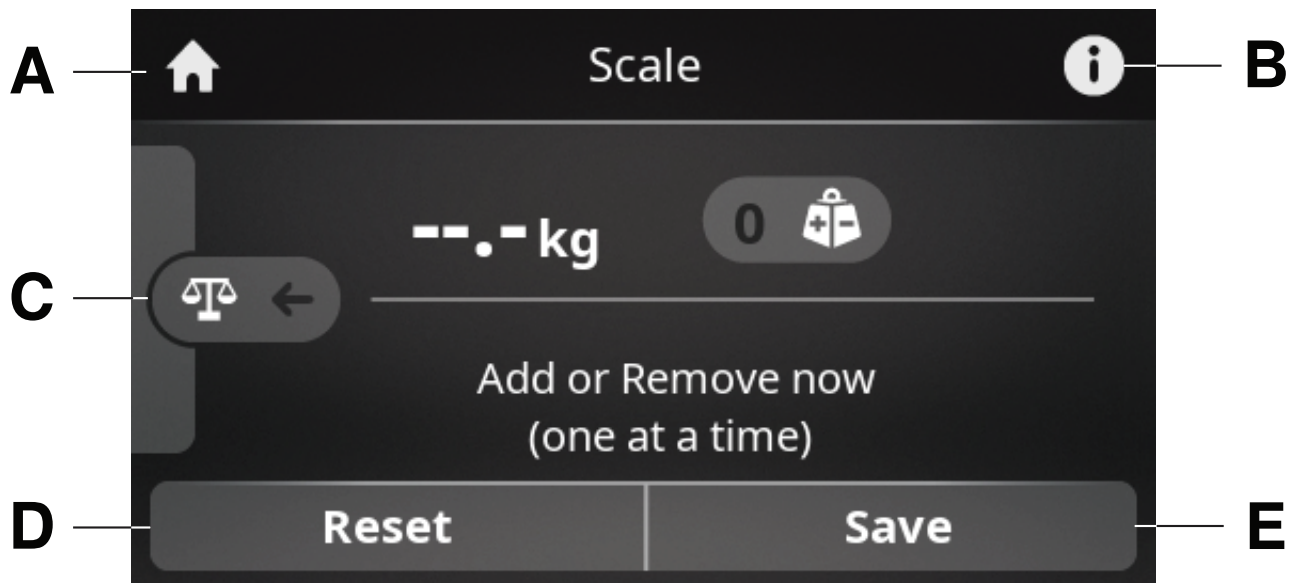 A
Scale
B
--.-kg
0
C
Add or Remove now
(one at a time)
D
Reset
Save
E